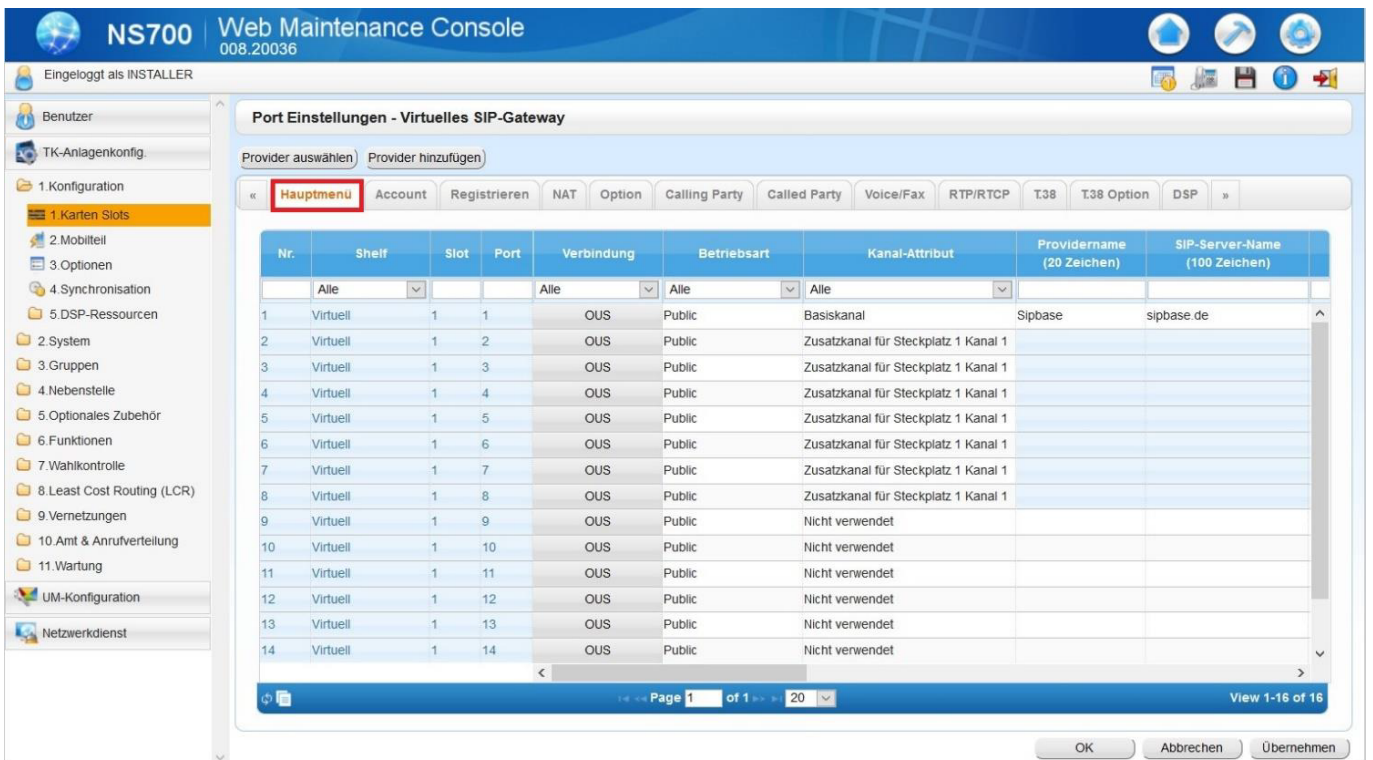 NS700
Web Maintenance Console
008.20036
Eingeloggt als INSTALLER
Benutzer
TK-Anlagenkonfig.
1.Konfiguration
1.Karten Slots
2.Mobilteil
3.Optionen
4.Synchronisation
5.DSP-Ressourcen
2.System
3.Gruppen
4.Nebenstelle
5.Optionales Zubehör
6.Funktionen
7.Wahlkontrolle
8.Least Cost Routing (LCR)
9.Vernetzungen
10.Amt & Anrufverteilung
11.Wartung
UM-Konfiguration
Netzwerkdienst
Port Einstellungen - Virtuelles SIP-Gateway
Provider auswählen Provider hinzufügen
« Hauptmenü Account Registrieren NAT Option Calling Party Called Party Voice/Fax RTP/RTCP T.38 T.38 Option DSP »
Nr. Shelf Slot Port Verbindung Betriebsart Kanal-Attribut Providername (20 Zeichen) SIP-Server-Name (100 Zeichen)
Alle Alle Alle Alle
1 Virtuell 1 1 OUS Public Basiskanal Sipbase sipbase.de
2 Virtuell 1 2 OUS Public Zusatzkanal für Steckplatz 1 Kanal 1
3 Virtuell 1 3 OUS Public Zusatzkanal für Steckplatz 1 Kanal 1
4 Virtuell 1 4 OUS Public Zusatzkanal für Steckplatz 1 Kanal 1
5 Virtuell 1 5 OUS Public Zusatzkanal für Steckplatz 1 Kanal 1
6 Virtuell 1 6 OUS Public Zusatzkanal für Steckplatz 1 Kanal 1
7 Virtuell 1 7 OUS Public Zusatzkanal für Steckplatz 1 Kanal 1
8 Virtuell 1 8 OUS Public Zusatzkanal für Steckplatz 1 Kanal 1
9 Virtuell 1 9 OUS Public Nicht verwendet
10 Virtuell 1 10 OUS Public Nicht verwendet
11 Virtuell 1 11 OUS Public Nicht verwendet
12 Virtuell 1 12 OUS Public Nicht verwendet
13 Virtuell 1 13 OUS Public Nicht verwendet
14 Virtuell 1 14 OUS Public Nicht verwendet
Page 1 of 1 20 View 1-16 of 16
OK Abbrechen Übernehmen